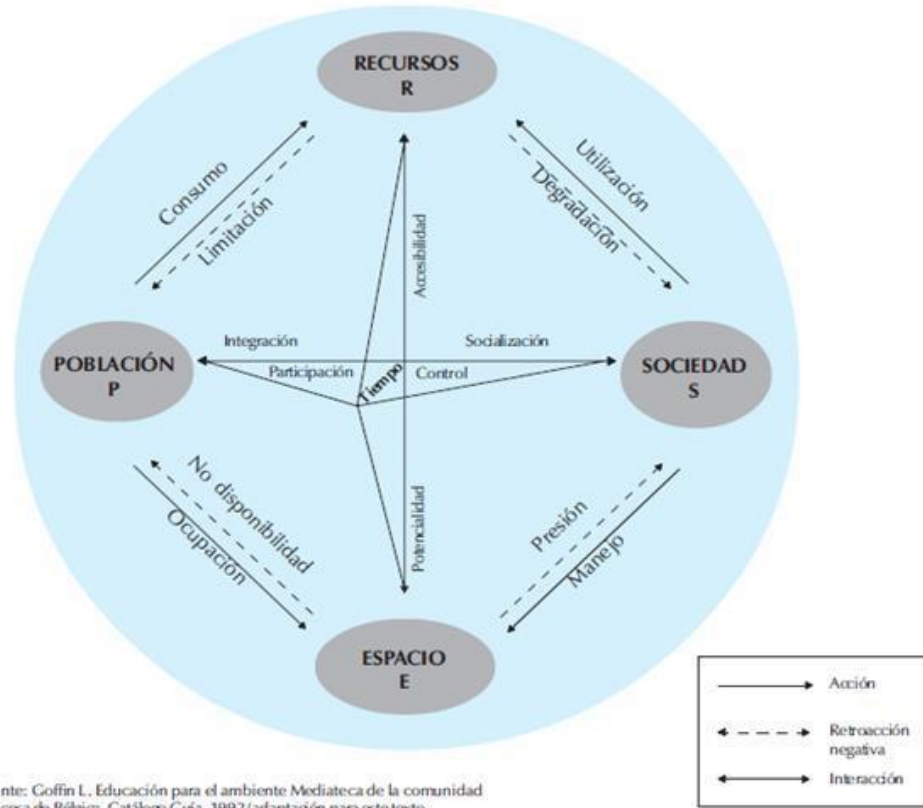 RECURSOS
R
Consumo
Limitación
Utilización
Degradación
Accesibilidad
Integración
Socialización
POBLACIÓN
P
Participación
Tiempo
Control
SOCIEDAD
S
No disponibilidad
Ocupación
Potencialidad
Presión
Manejo
ESPACIO
E
Acción
Retroacción
negativa
Interacción
nte: Goffin L. Educación para el ambiente Mediateca de la comunidad